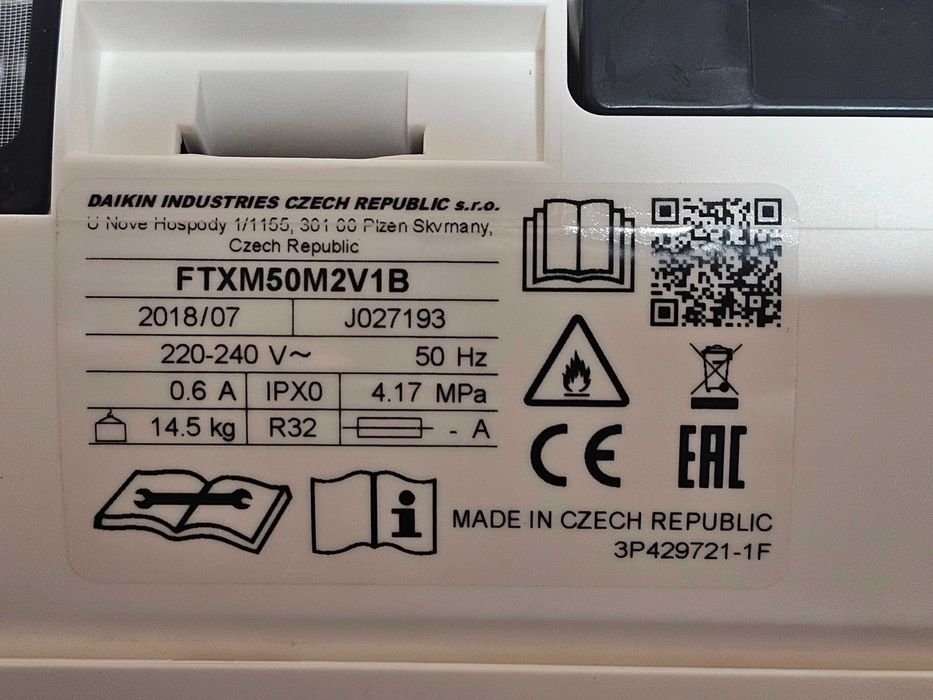 DAIKIN INDUSTRIES CZECH REPUBLIC s.r.o.
U Nove Hospody 1/1155, 301 00 Plzen Skvrnany,
Czech Republic
FTXM50M2V1B
2018/07 J027193
220-240 V~ 50 Hz
0.6 A IPX0 4.17 MPa
14.5 kg R32 - A
CE EAC
i
MADE IN CZECH REPUBLIC
3P429721-1F